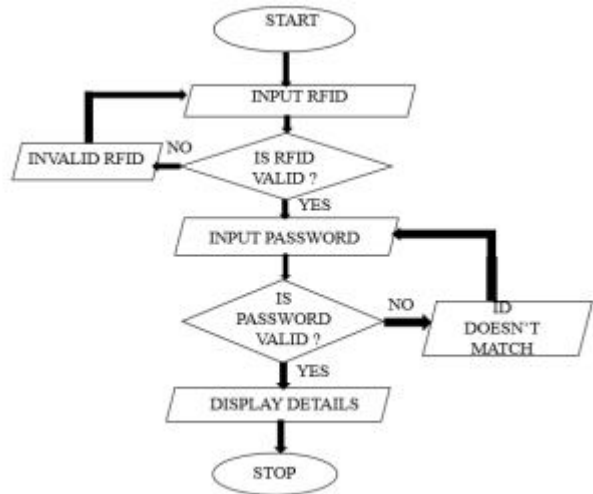 START
INPUT RFID
INVALID RFID
NO
IS RFID
VALID ?
YES
INPUT PASSWORD
IS
PASSWORD
VALID ?
NO
ID
DOESN'T
MATCH
YES
DISPLAY DETAILS
STOP